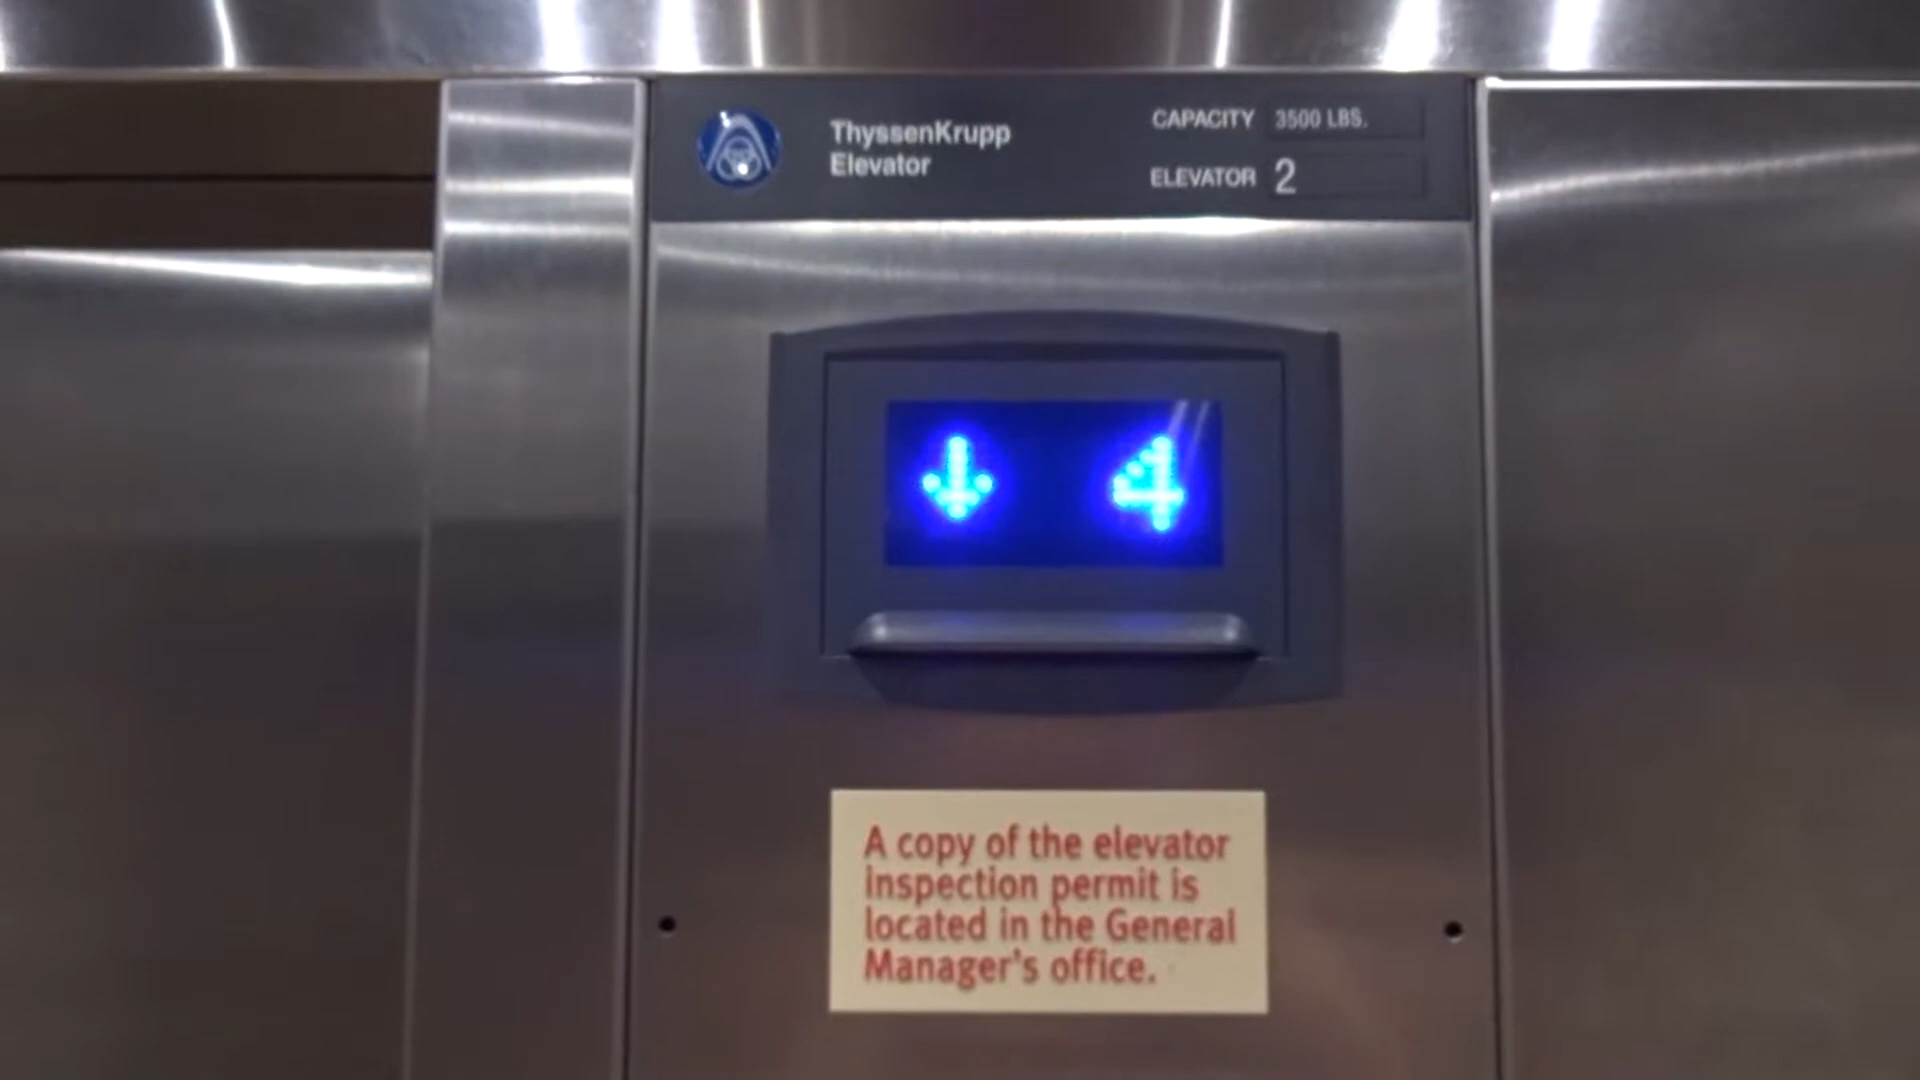 ThyssenKrupp
Elevator
CAPACITY 3500 LBS.
ELEVATOR 2
↓ 4
A copy of the elevator
inspection permit is
located in the General
Manager's office.